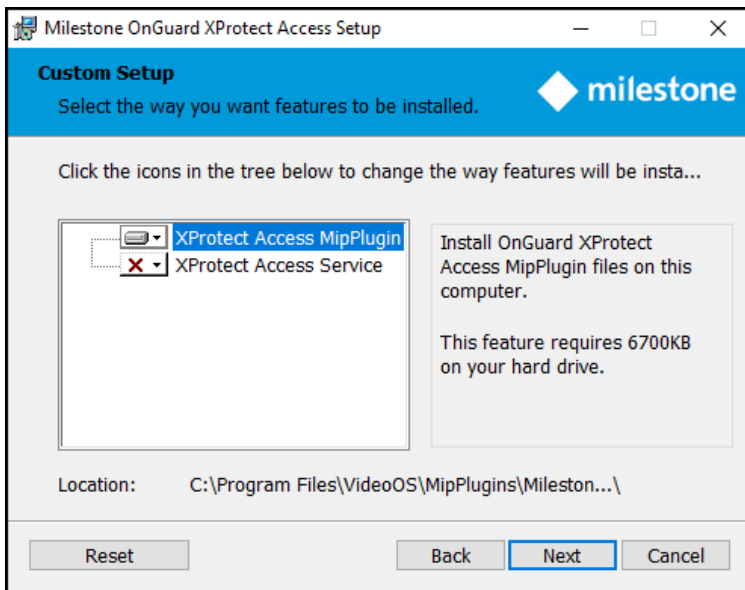 Milestone OnGuard XProtect Access Setup
Custom Setup
Select the way you want features to be installed.
milestone
Click the icons in the tree below to change the way features will be insta...
XProtect Access MipPlugin
XProtect Access Service
Install OnGuard XProtect
Access MipPlugin files on this
computer.
This feature requires 6700KB
on your hard drive.
Location: C:\Program Files\VideoOS\MipPlugins\Mileston...\
Reset Back Next Cancel